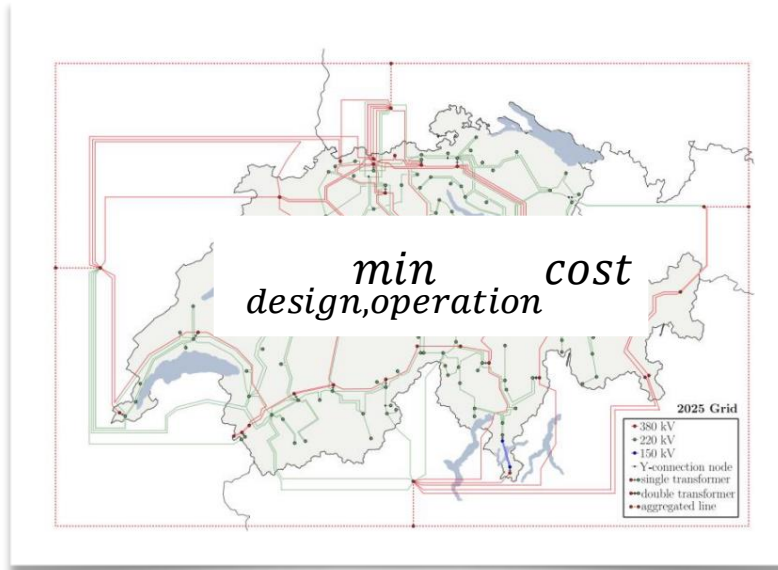 min cost
design,operation
2025 Grid
380 kV
220 kV
150 kV
Y-connection node
single transformer
double transformer
aggregated line